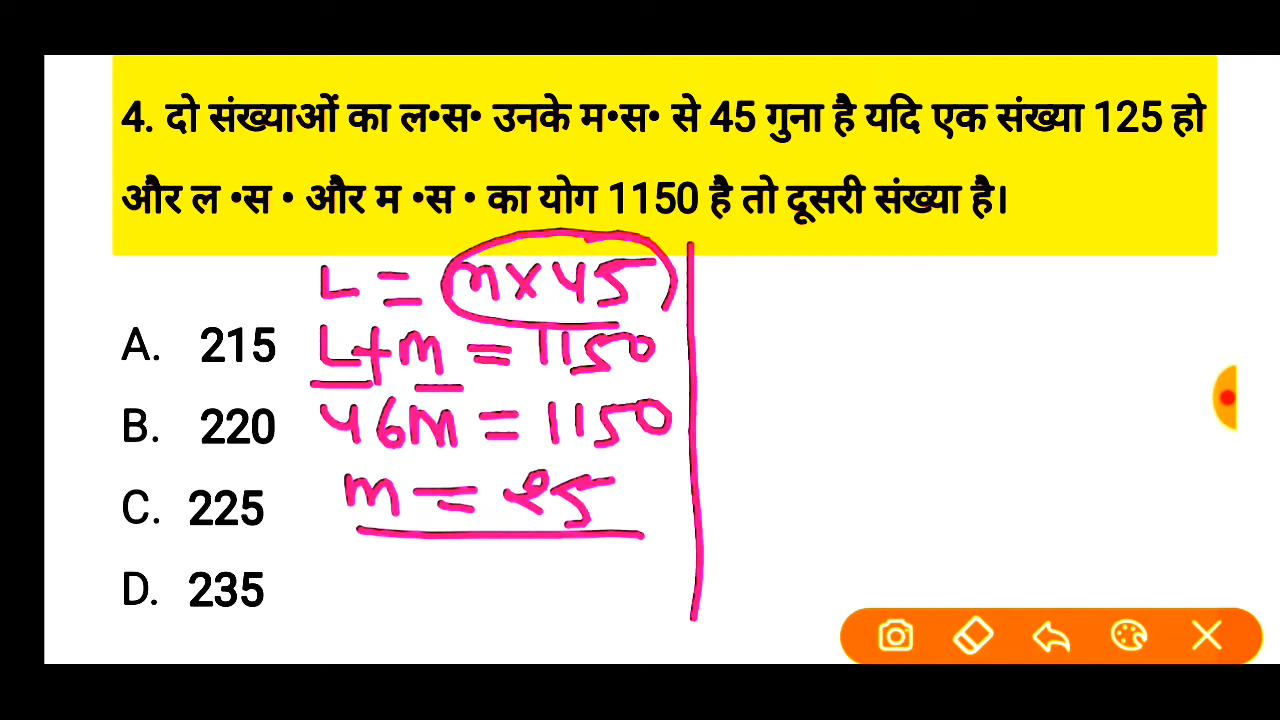 4. दो संख्याओं का ल•स• उनके म•स• से 45 गुना है यदि एक संख्या 125 हो
और ल •स • और म •स • का योग 1150 है तो दूसरी संख्या है।
L = m×45
A. 215
L+m = 1150
B. 220
46m = 1150
C. 225
m = 25
D. 235